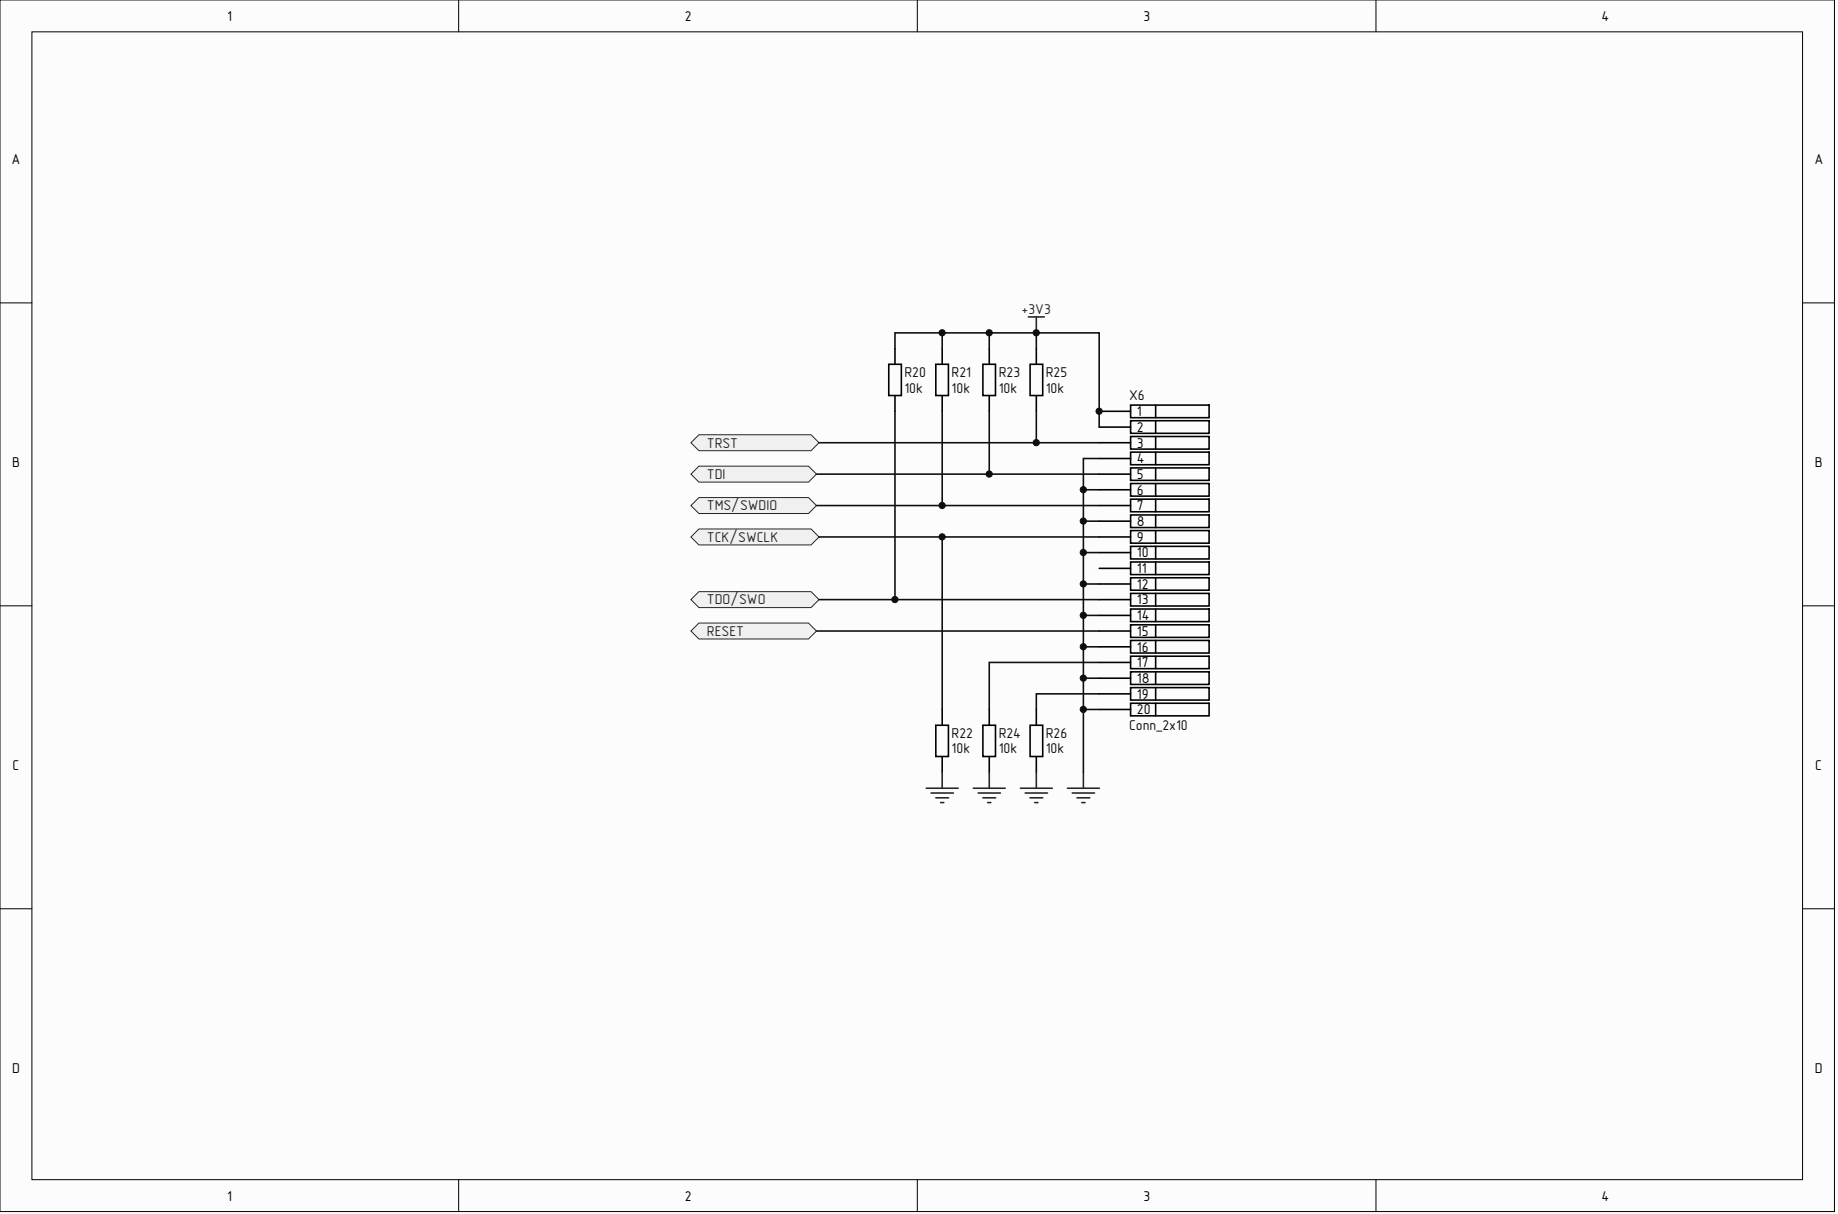 1 2 3 4
A A
+3V3
R20 R21 R23 R25
10k 10k 10k 10k
X6
1
2
TRST 3
4
B B
TDI 5
6
TMS/SWDIO 7
8
TCK/SWCLK 9
10
11
12
TDO/SWO 13
14
RESET 15
16
17
18
19
20
Conn_2x10
R22 R24 R26
10k 10k 10k
C C
D D
1 2 3 4